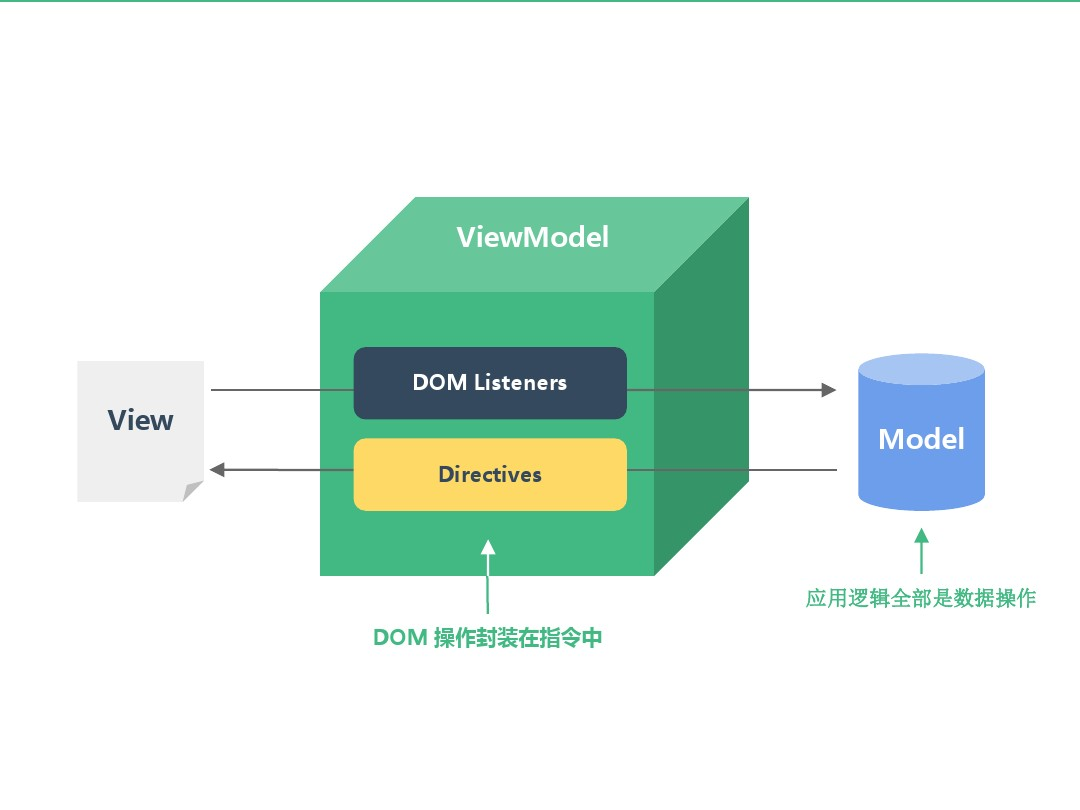 ViewModel
DOM Listeners
View
Directives
Model
DOM 操作封装在指令中
应用逻辑全部是数据操作